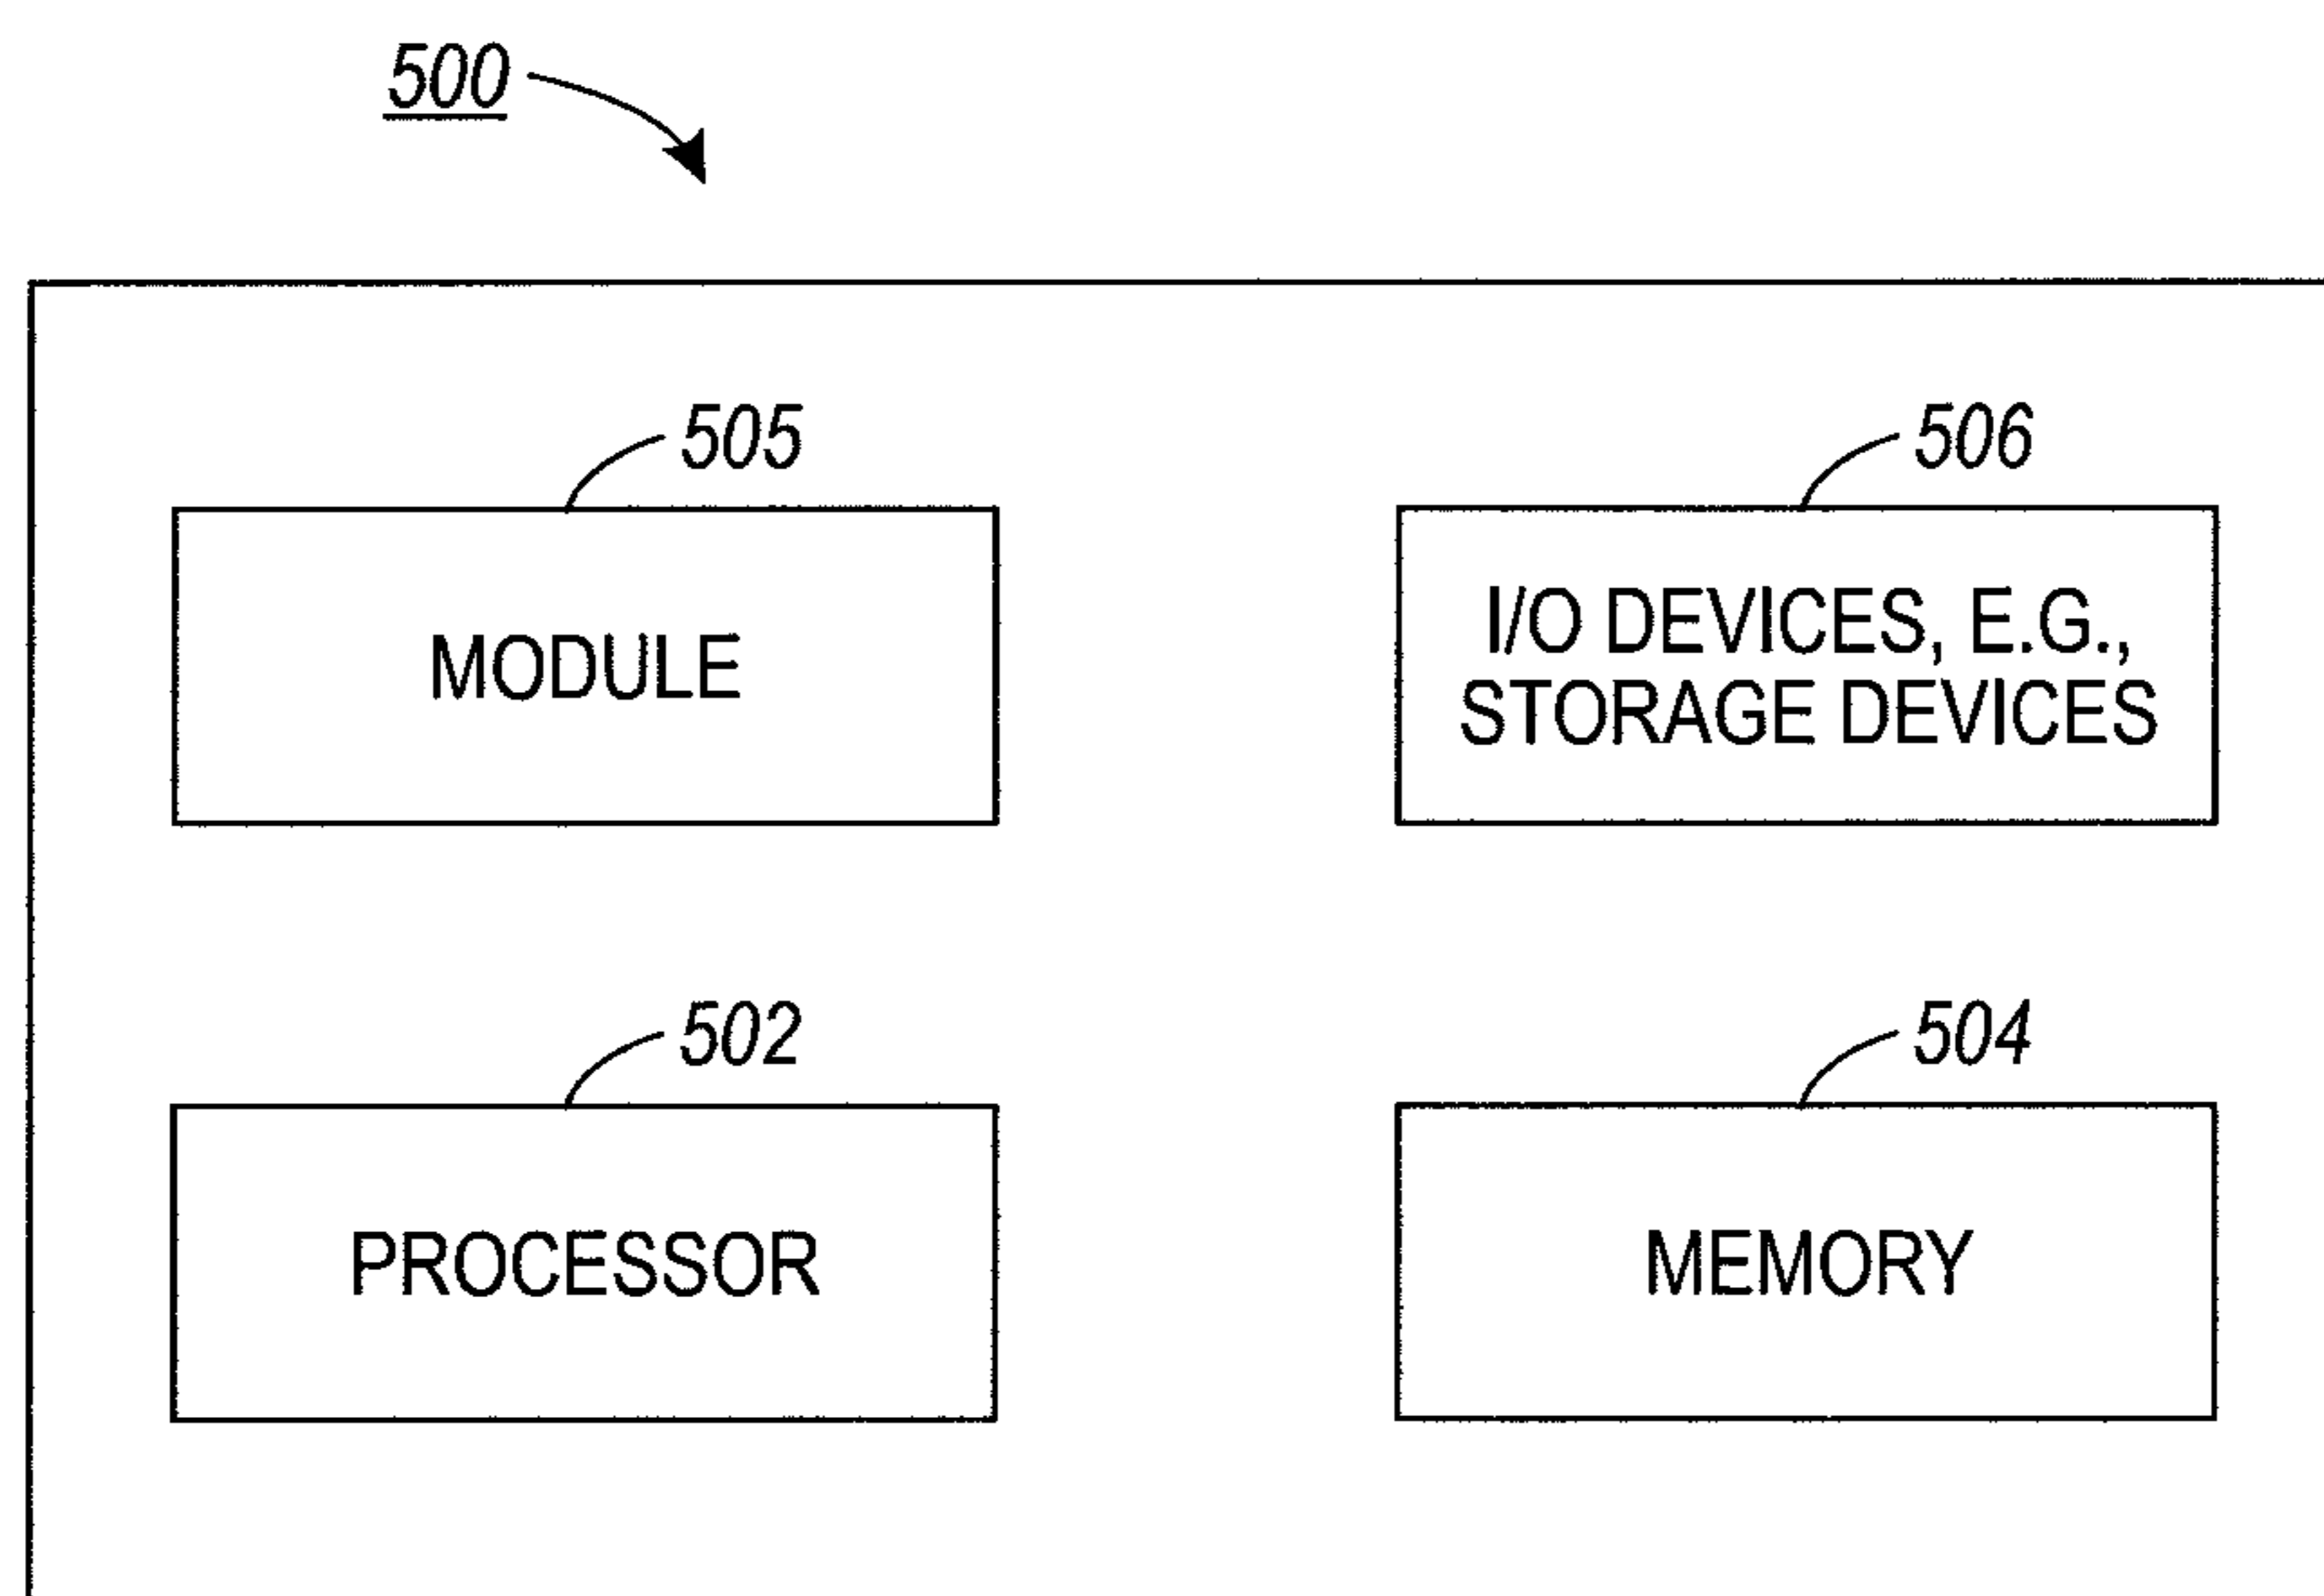 500
505
MODULE
506
I/O DEVICES, E.G.,
STORAGE DEVICES
502
PROCESSOR
504
MEMORY